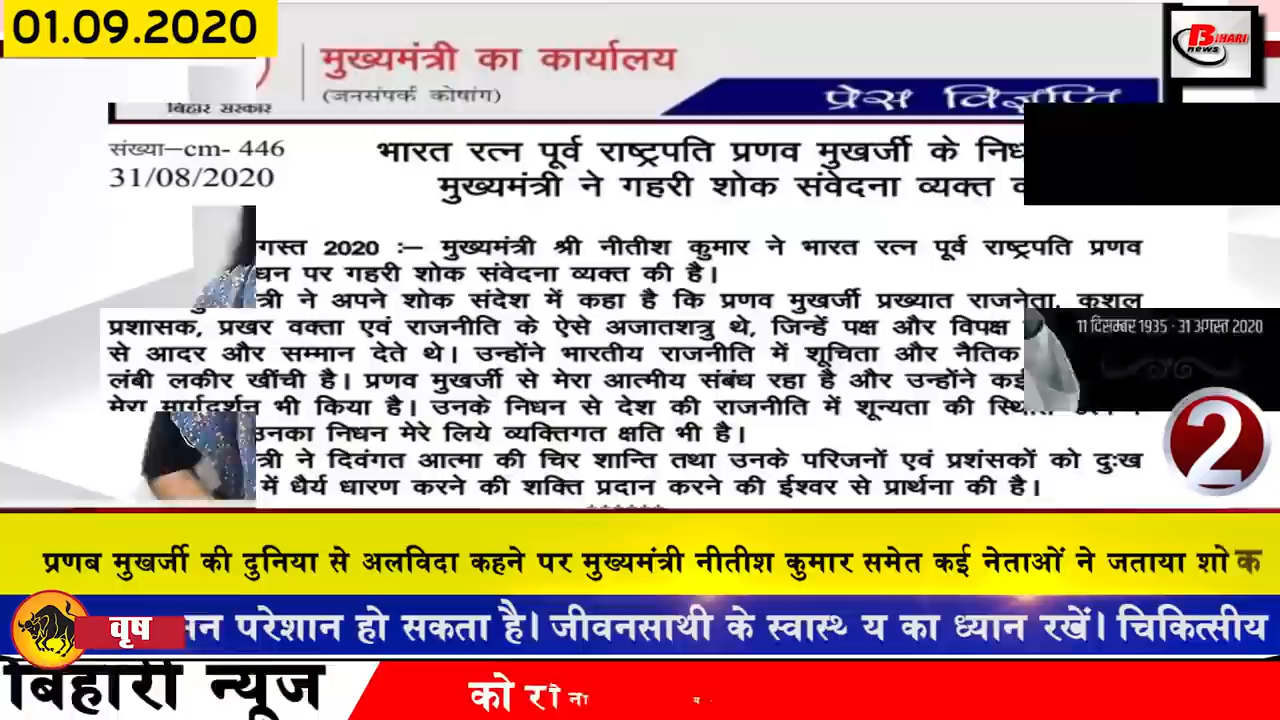 01.09.2020
BIHARI
news
मुख्यमंत्री का कार्यालय
(जनसंपर्क कोषांग)
बिहार सरकार
प्रेस विज्ञप्ति
संख्या—cm- 446
31/08/2020
भारत रत्न पूर्व राष्ट्रपति प्रणव मुखर्जी के
मुख्यमंत्री ने गहरी शोक संवेदना व्यक्त
2020 :— मुख्यमंत्री श्री नीतीश कुमार ने भारत रत्न पूर्व राष्ट्रपति प्रणव
पर गहरी शोक संवेदना व्यक्त की है।
ने अपने शोक संदेश में कहा है कि प्रणव मुखर्जी प्रख्यात राजनेता, कुशल
प्रशासक, प्रखर वक्ता एवं राजनीति के ऐसे अजातशत्रु थे, जिन्हें पक्ष और विपक्ष
से आदर और सम्मान देते थे। उन्होंने भारतीय राजनीति में शूचिता और नैतिक
लंबी लकीर खींची है। प्रणव मुखर्जी से मेरा आत्मीय संबंध रहा है और उन्होंने
मेरा मार्गदर्शन भी किया है। उनके निधन से देश की राजनीति में शून्यता की
उनका निधन मेरे लिये व्यक्तिगत क्षति भी है।
ने दिवंगत आत्मा की चिर शान्ति तथा उनके परिजनों एवं प्रशंसकों को दुःख
में धैर्य धारण करने की शक्ति प्रदान करने की ईश्वर से प्रार्थना की है।
11 दिसम्बर 1935 - 31 अगस्त 2020
2
प्रणब मुखर्जी की दुनिया से अलविदा कहने पर मुख्यमंत्री नीतीश कुमार समेत कई नेताओं ने जताया शोक
वृष
परेशान हो सकता है। जीवनसाथी के स्वास्थ्य का ध्यान रखें। चिकित्सीय
बिहारी न्यूज
कोरोना